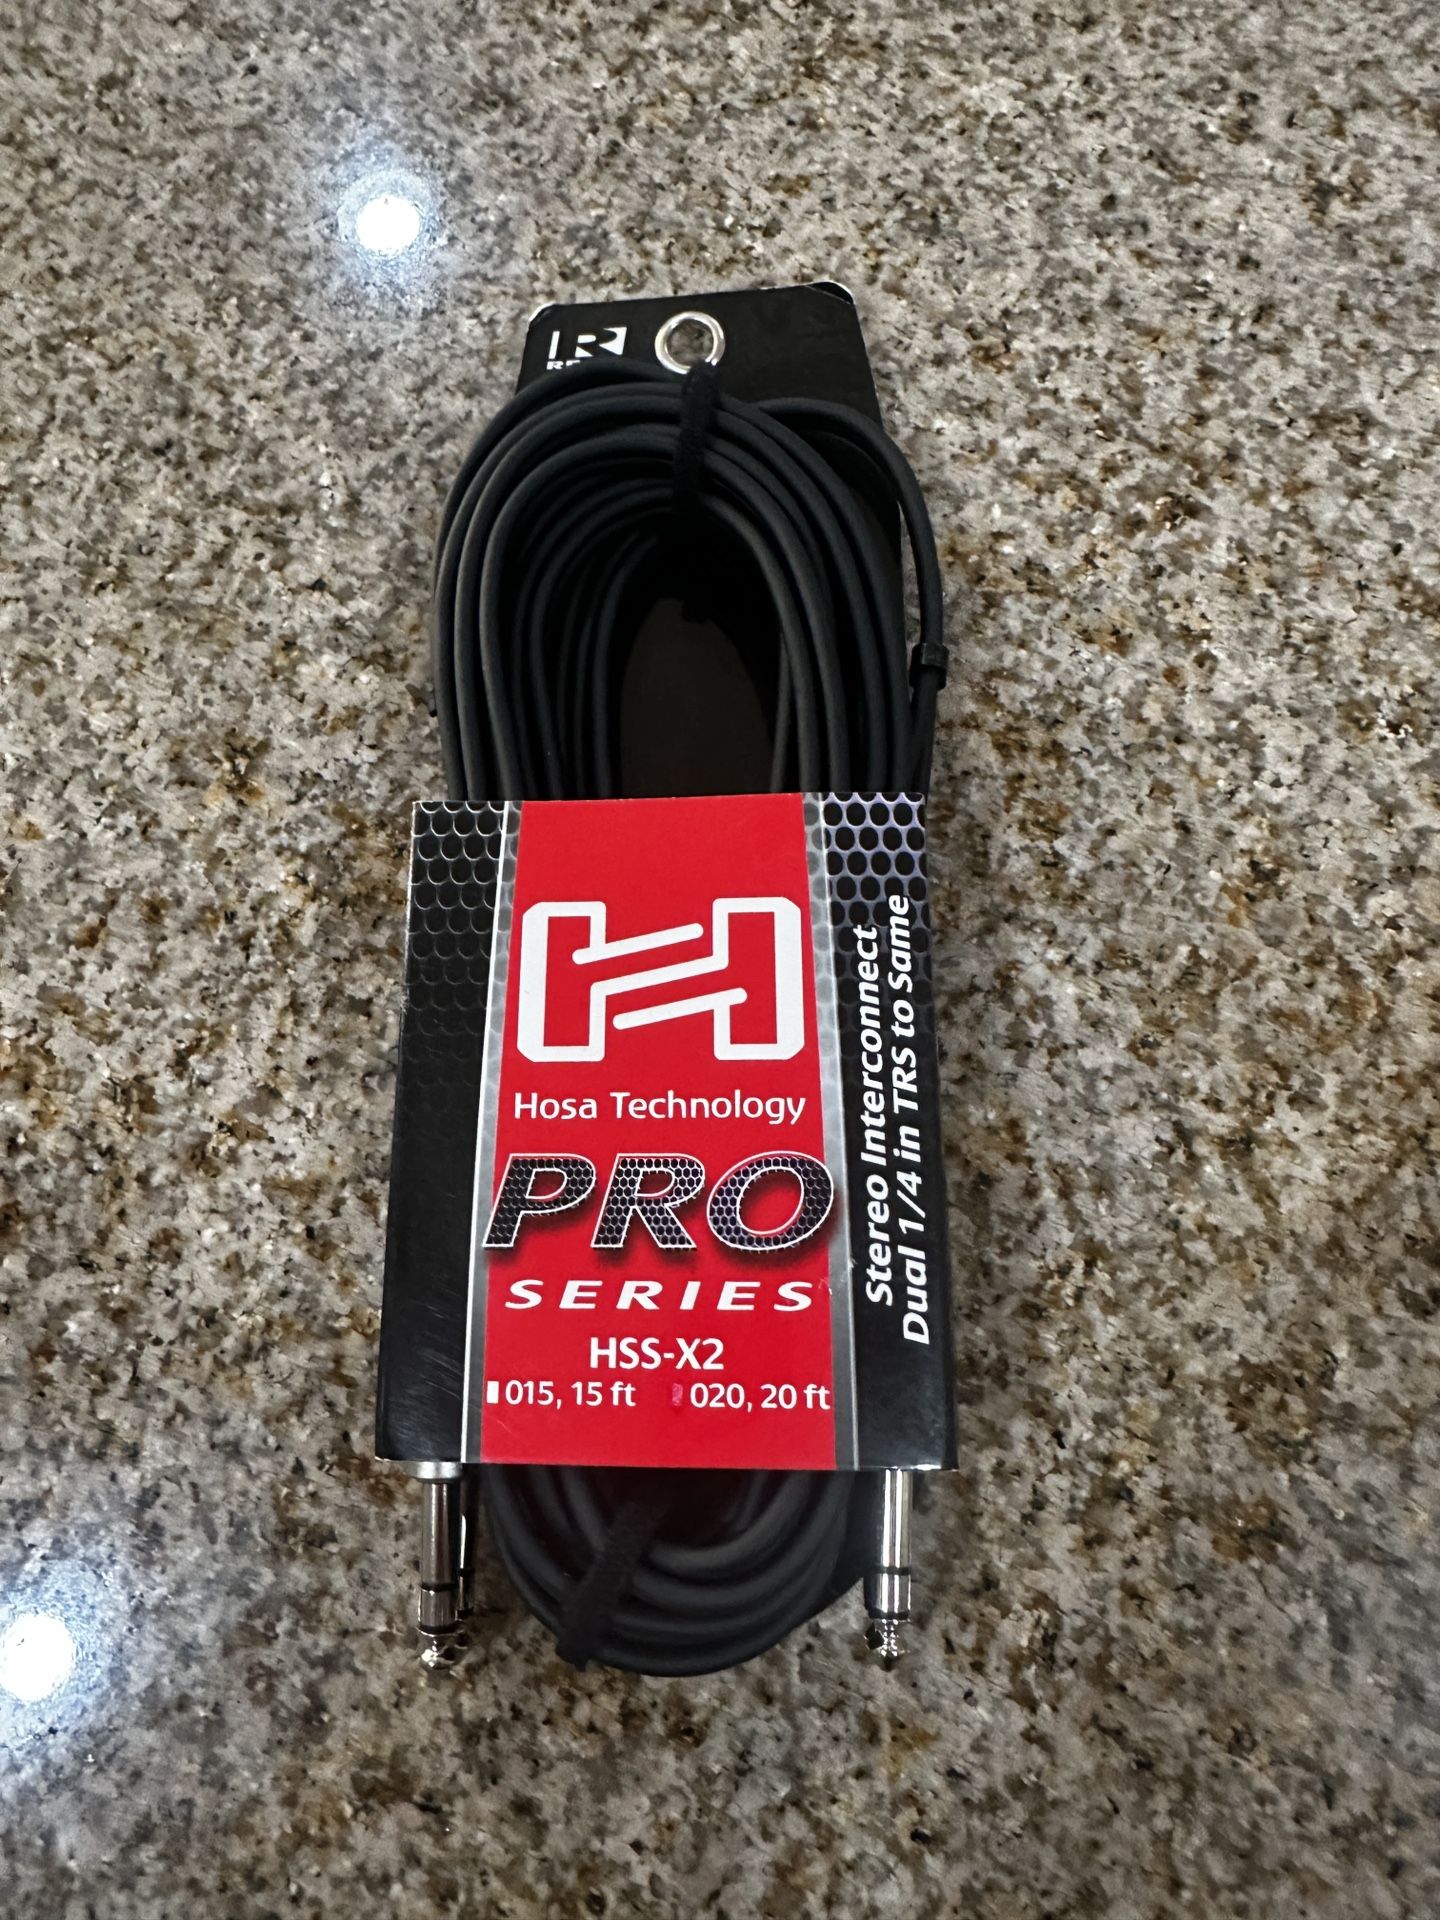 Hosa Technology
PRO
SERIES
HSS-X2
015, 15 ft 020, 20 ft
Stereo Interconnect
Dual 1/4 in TRS to Same